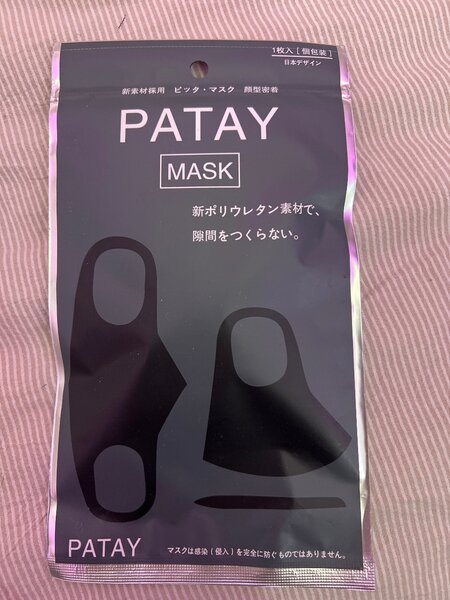 1枚入 [ 個包装 ]
日本デザイン
新素材採用 ピッタ・マスク 顔型密着
PATAY
MASK
新ポリウレタン素材で、
隙間をつくらない。
PATAY
マスクは感染 ( 侵入 ) を完全に防ぐものではありません。